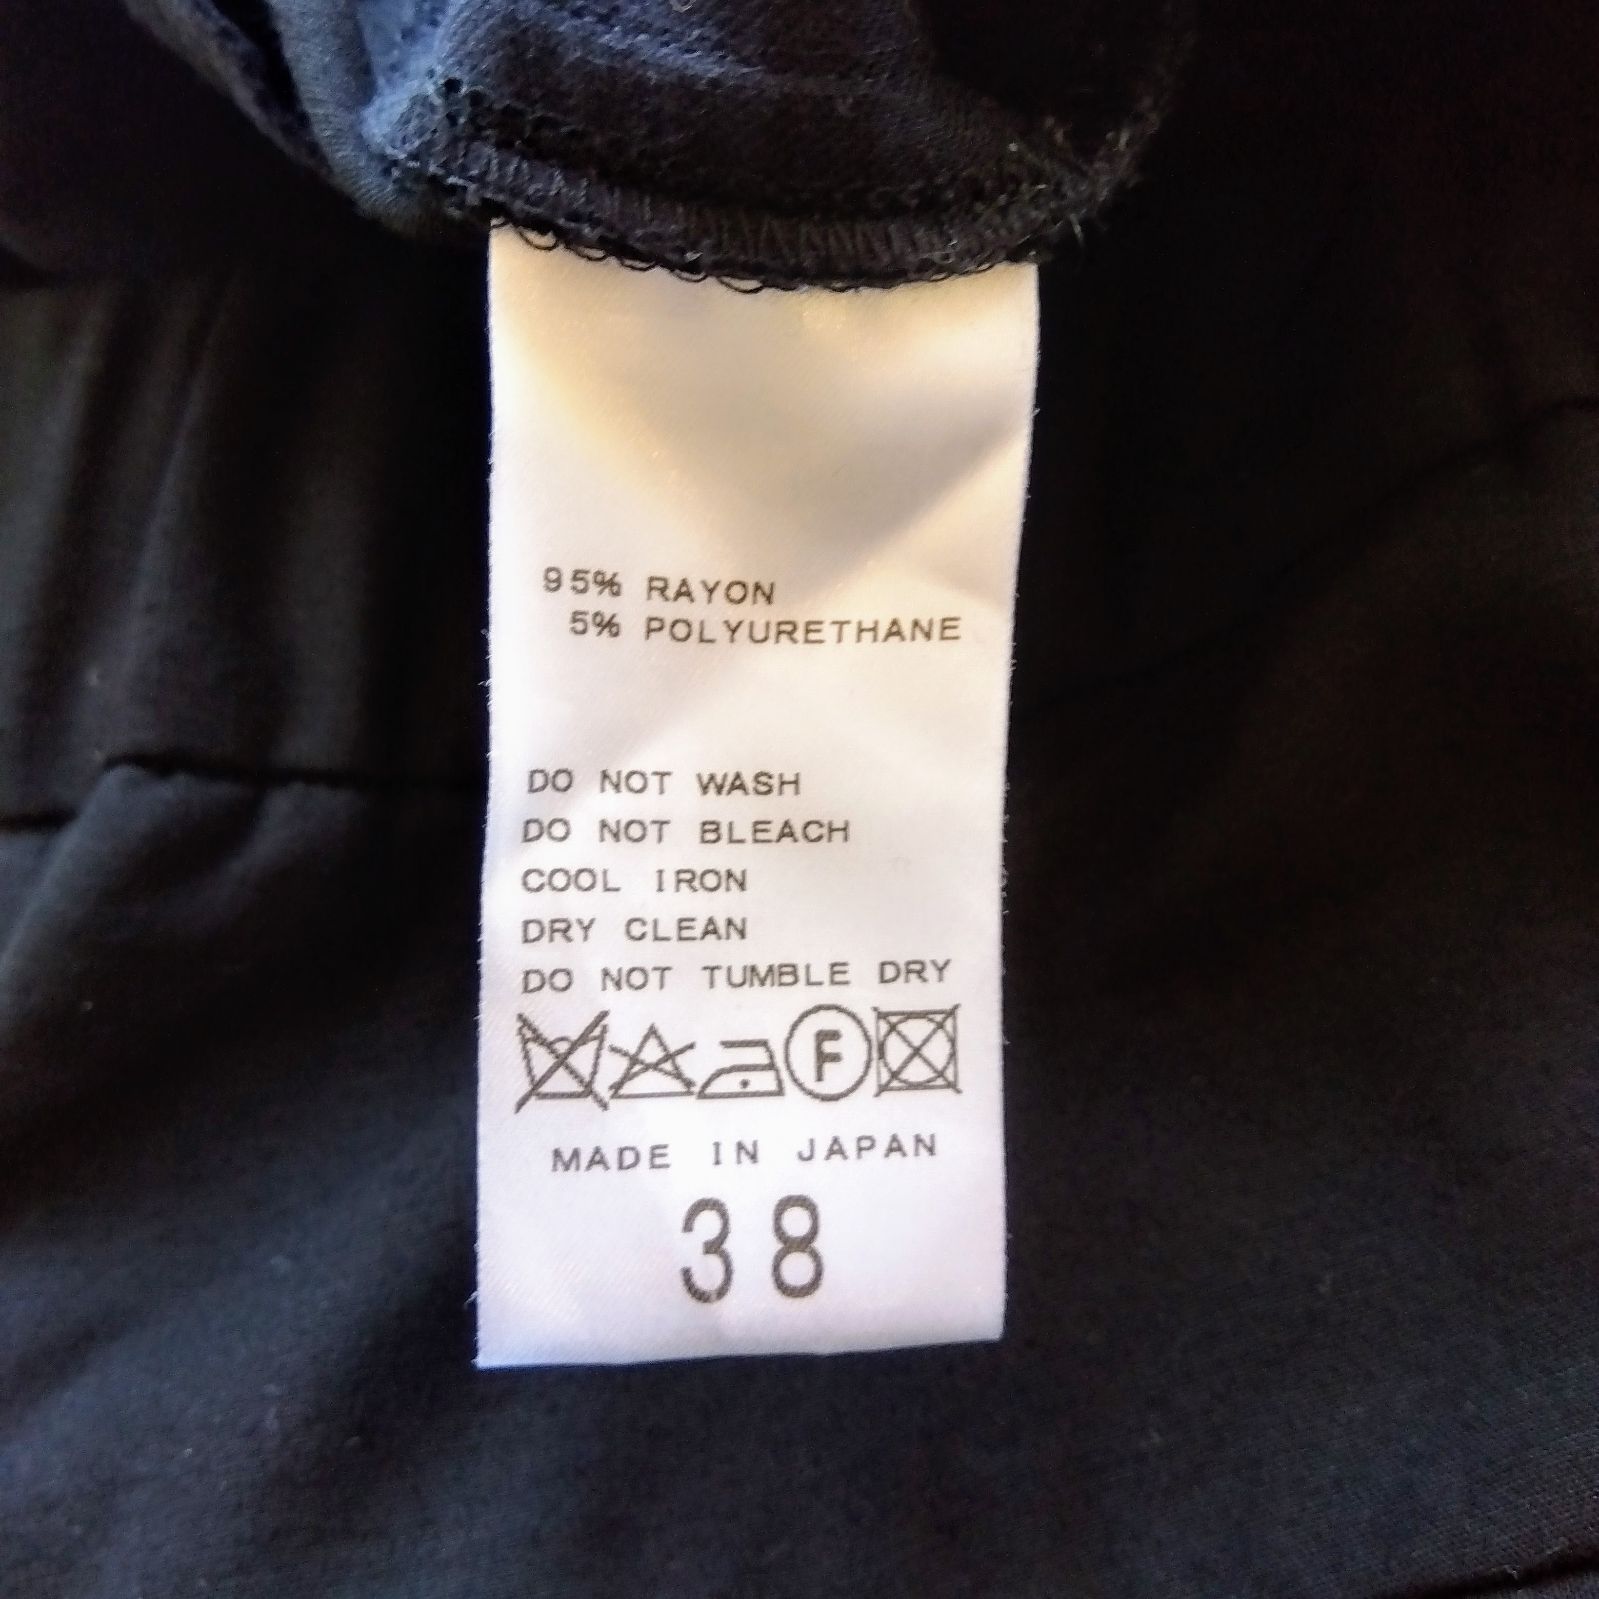 95% RAYON
5% POLYURETHANE
DO NOT WASH
DO NOT BLEACH
COOL IRON
DRY CLEAN
DO NOT TUMBLE DRY
F
MADE IN JAPAN
38